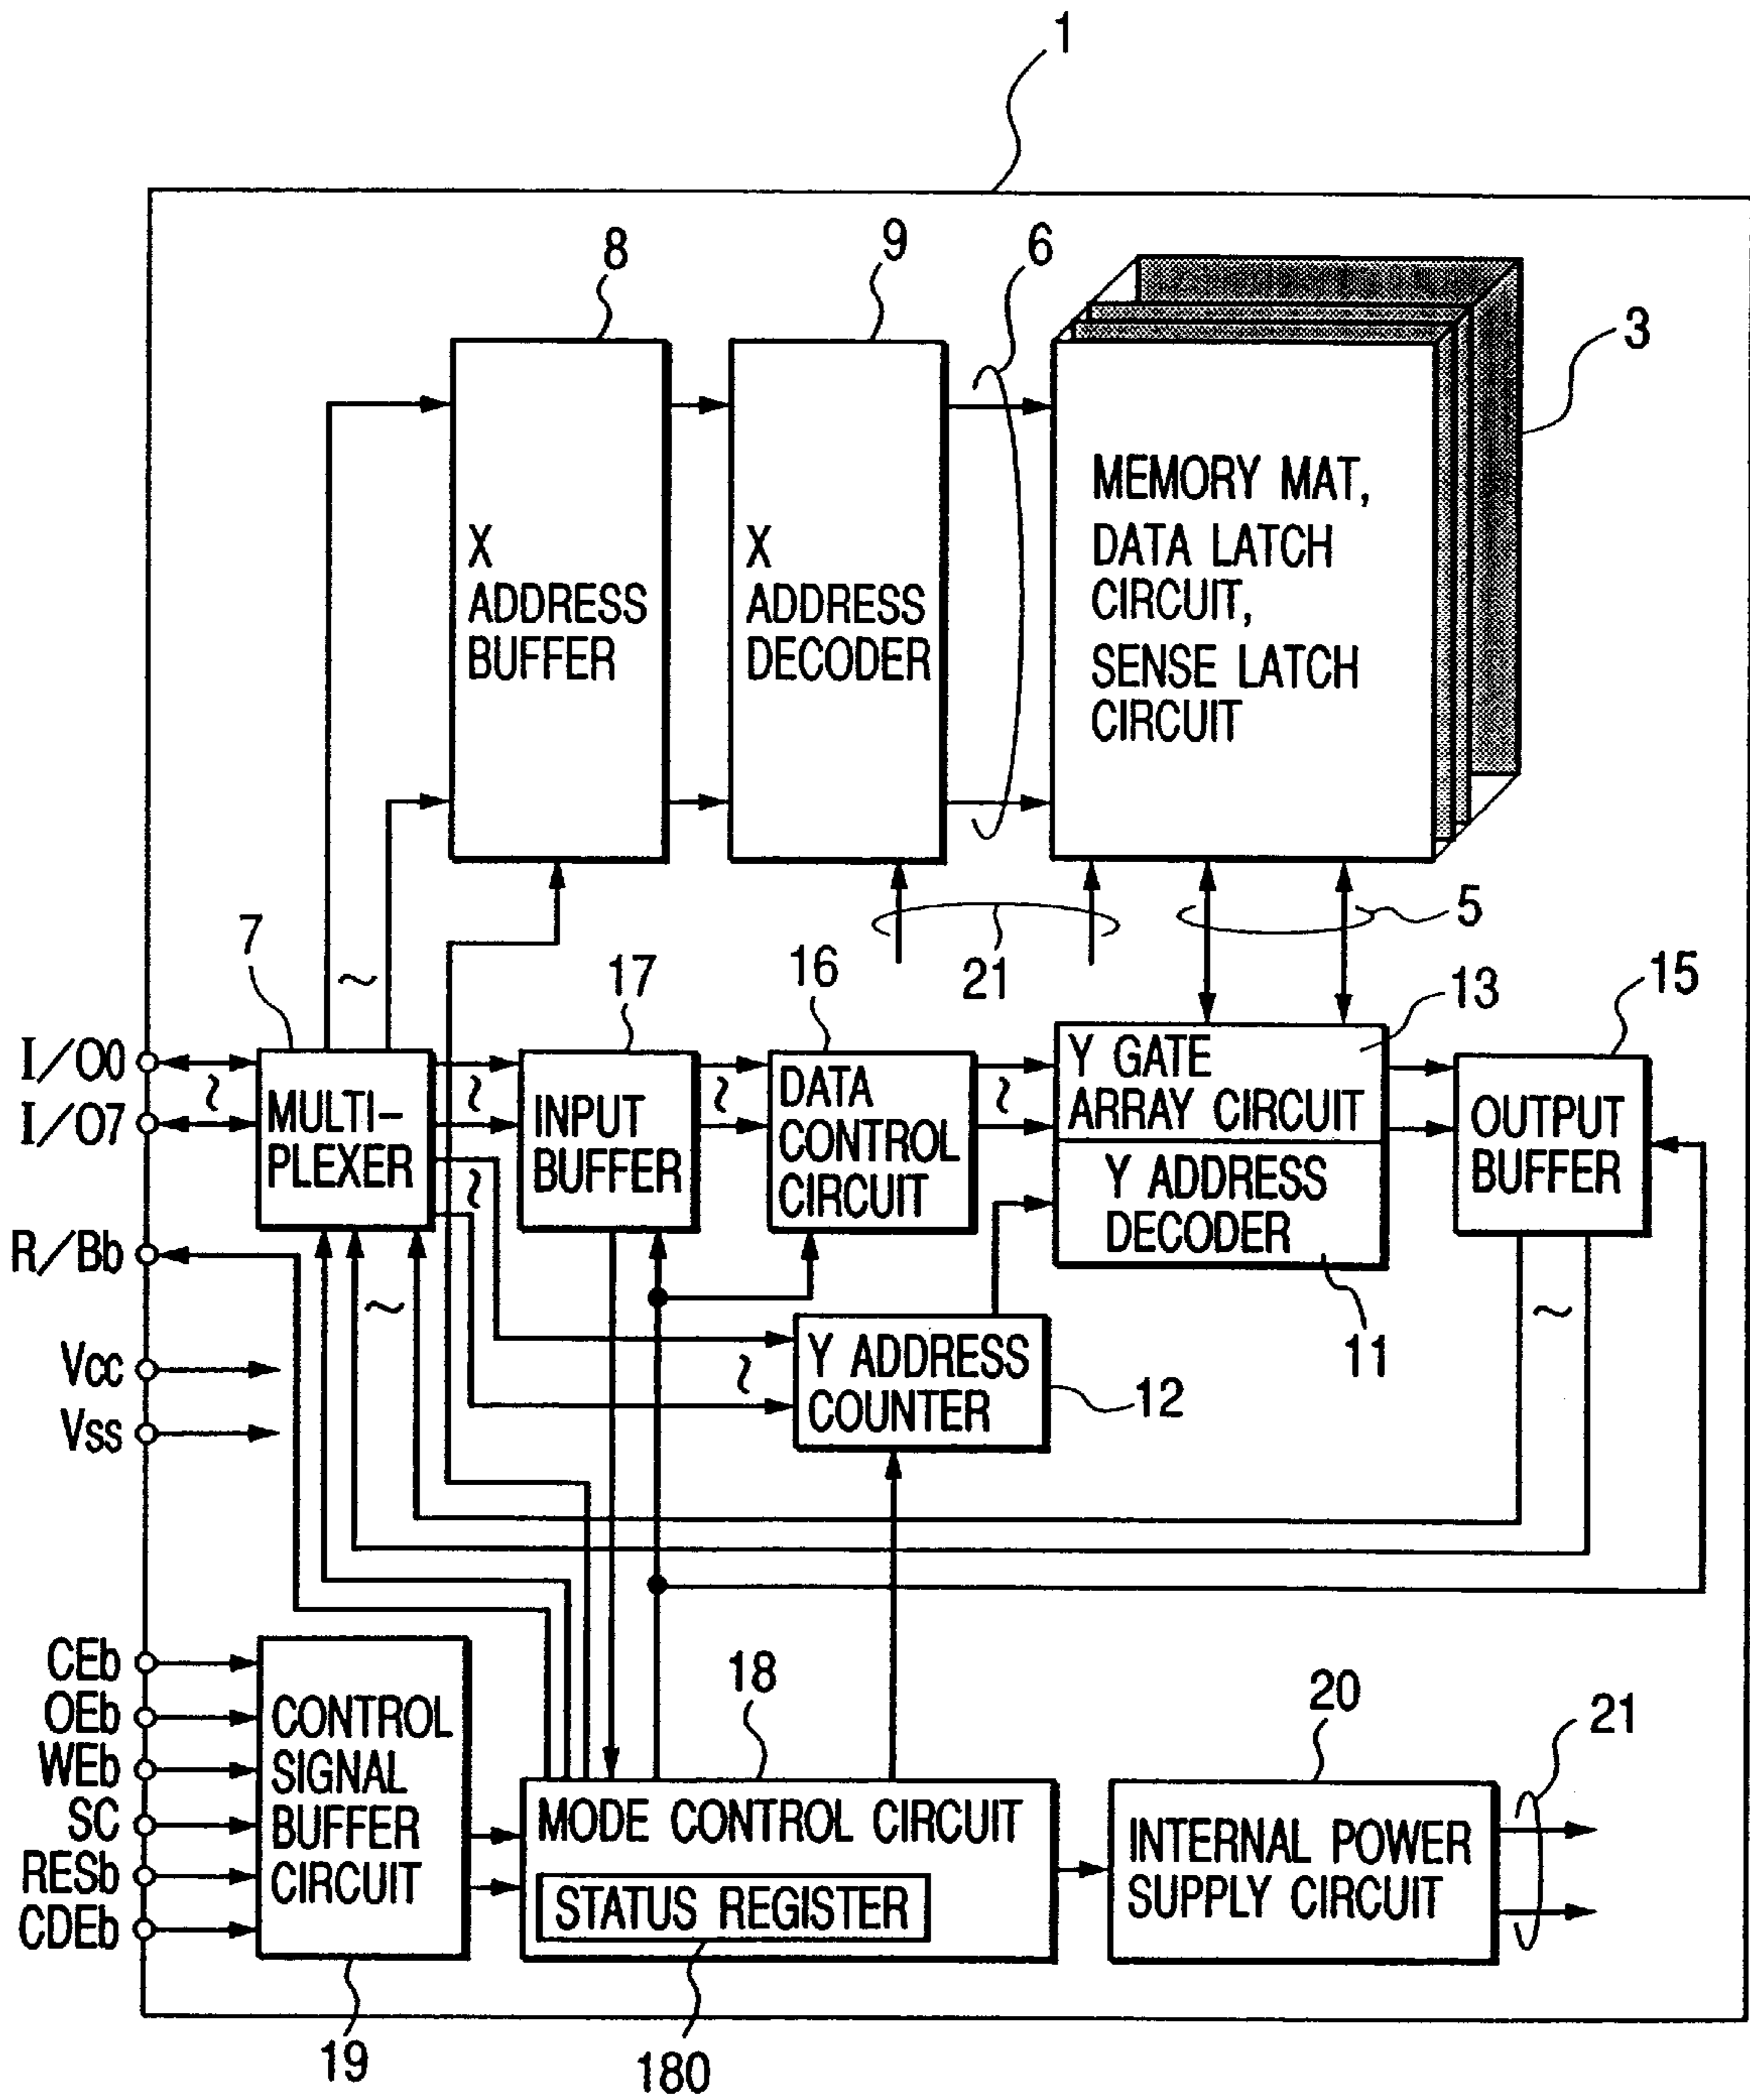 1
8
9
6
3
X
ADDRESS
BUFFER
X
ADDRESS
DECODER
MEMORY MAT,
DATA LATCH
CIRCUIT,
SENSE LATCH
CIRCUIT
7
17
16
21
5
13
15
I/O0
I/O7
MULTI-
PLEXER
INPUT
BUFFER
DATA
CONTROL
CIRCUIT
Y GATE
ARRAY CIRCUIT
Y ADDRESS
DECODER
OUTPUT
BUFFER
R/Bb
11
Vcc
Vss
Y ADDRESS
COUNTER
12
CEb
OEb
WEb
SC
RESb
CDEb
CONTROL
SIGNAL
BUFFER
CIRCUIT
18
MODE CONTROL CIRCUIT
STATUS REGISTER
20
INTERNAL POWER
SUPPLY CIRCUIT
21
19
180